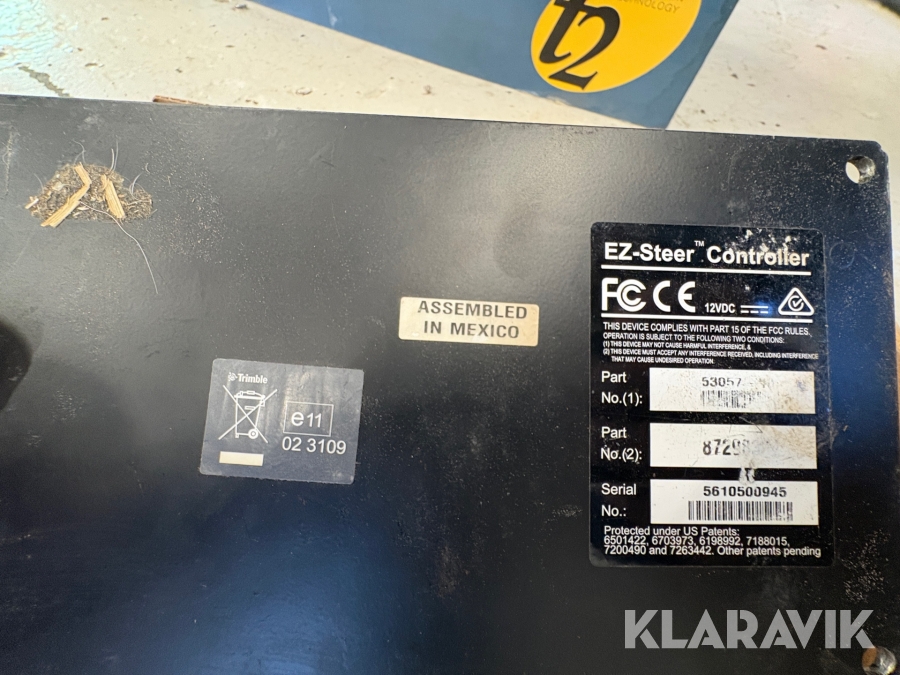 t2
TECHNOLOGY
EZ-Steer™ Controller
FC CE 12VDC
THIS DEVICE COMPLIES WITH PART 15 OF THE FCC RULES.
OPERATION IS SUBJECT TO THE FOLLOWING TWO CONDITIONS:
(1) THIS DEVICE MAY NOT CAUSE HARMFUL INTERFERENCE, &
(2) THIS DEVICE MUST ACCEPT ANY INTERFERENCE RECEIVED, INCLUDING INTERFERENCE
THAT MAY CAUSE UNDESIRED OPERATION.
Part
No.(1):
53057
Part
No.(2):
Serial
No.:
5610500945
Protected under US Patents:
6501422, 6703973, 6198992, 7188015,
7200490 and 7263442. Other patents pending
ASSEMBLED
IN MEXICO
Trimble
e11
02 3109
KLARAVIK